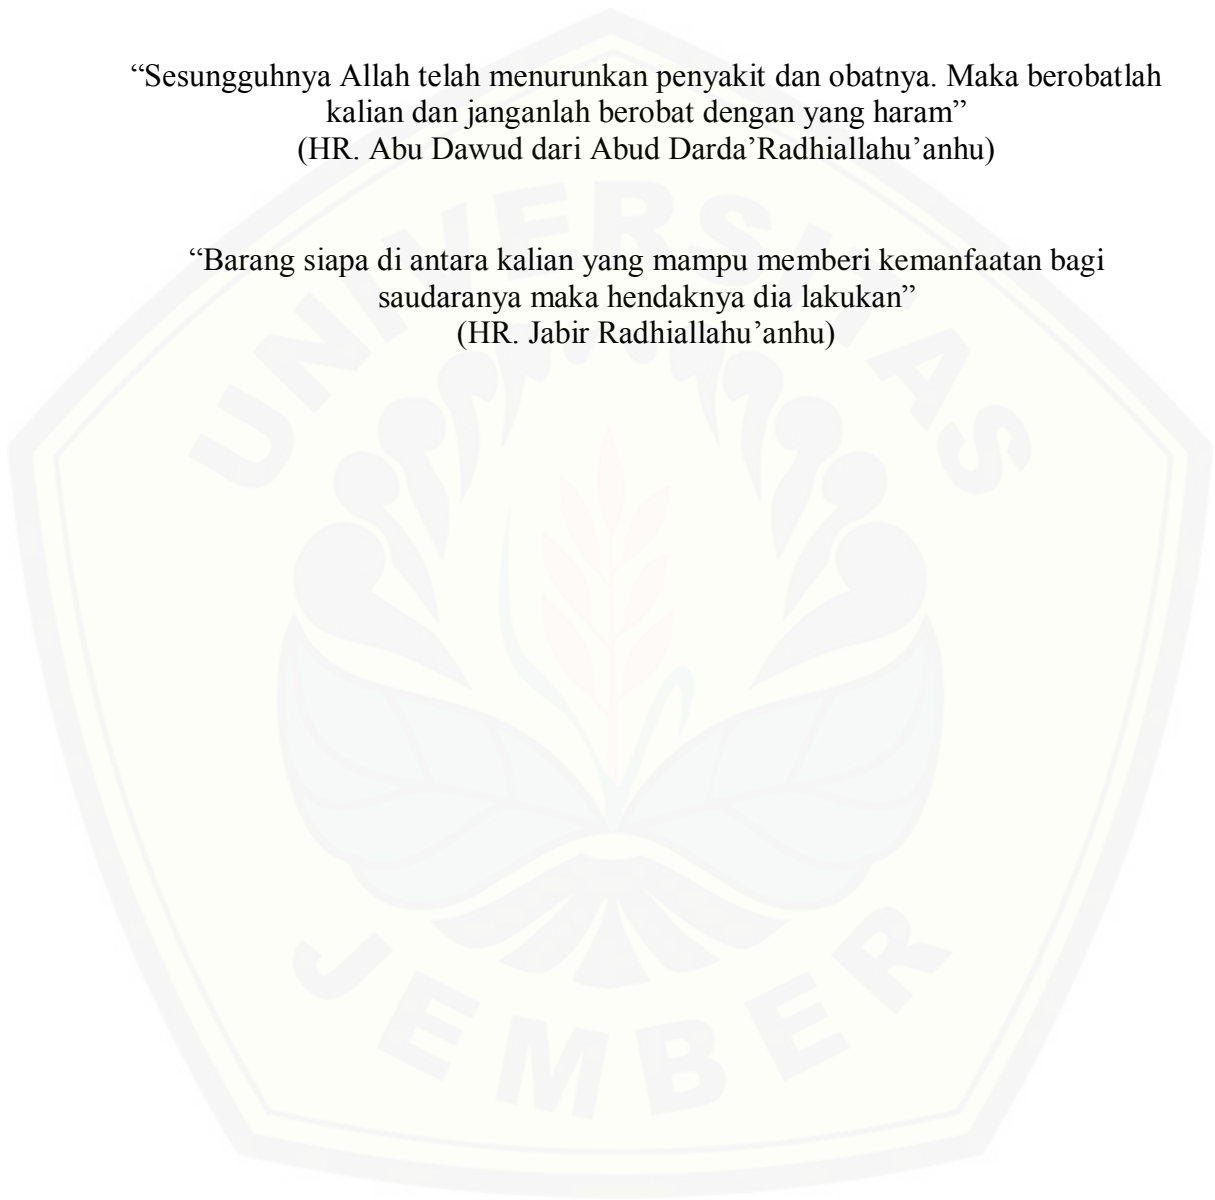 “Sesungguhnya Allah telah menurunkan penyakit dan obatnya. Maka berobatlah
kalian dan janganlah berobat dengan yang haram”
(HR. Abu Dawud dari Abud Darda’Radhiallahu’anhu)
“Barang siapa di antara kalian yang mampu memberi kemanfaatan bagi
saudaranya maka hendaknya dia lakukan”
(HR. Jabir Radhiallahu’anhu)
UNIVERSITAS
JEMBER